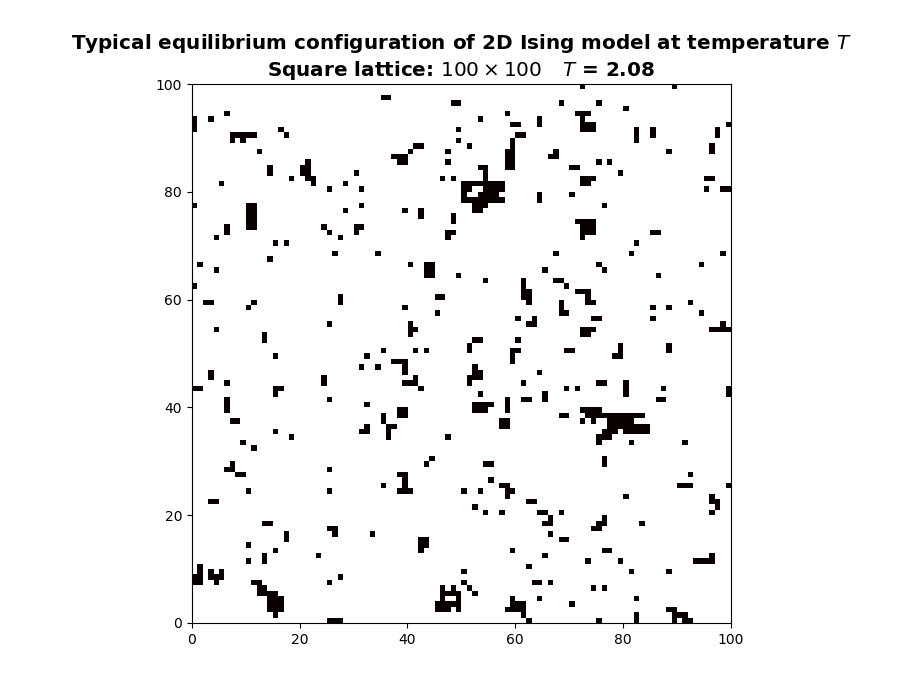 Typical equilibrium configuration of 2D Ising model at temperature T
Square lattice: 100 × 100 T = 2.08
100
80
60
40
20
0
0 20 40 60 80 100